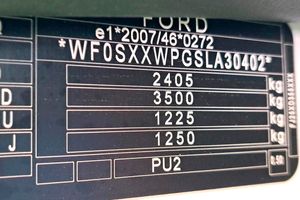 FORD
e1*2007/46*0272
*WF0SXXWPGSLA30402*
2405 kg
3500 kg
D 1225 kg
U 1250 kg
J
PU2